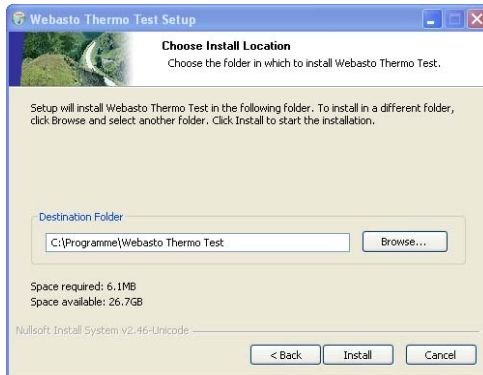 Webasto Thermo Test Setup
Choose Install Location
Choose the folder in which to install Webasto Thermo Test.
Setup will install Webasto Thermo Test in the following folder. To install in a different folder,
click Browse and select another folder. Click Install to start the installation.
Destination Folder
C:\Programme\Webasto Thermo Test
Browse...
Space required: 6.1MB
Space available: 26.7GB
Nullsoft Install System v2.46-Unicode
< Back
Install
Cancel